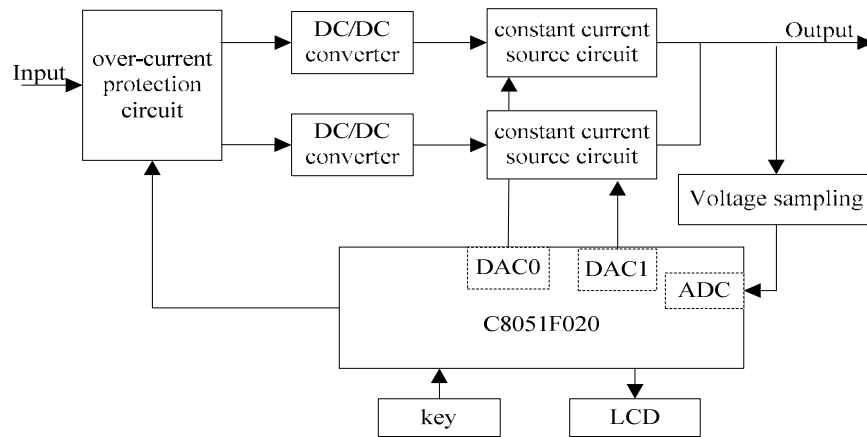 Input
over-current
protection
circuit
DC/DC
converter
constant current
source circuit
Output
DC/DC
converter
constant current
source circuit
Voltage sampling
DAC0
DAC1
ADC
C8051F020
key
LCD